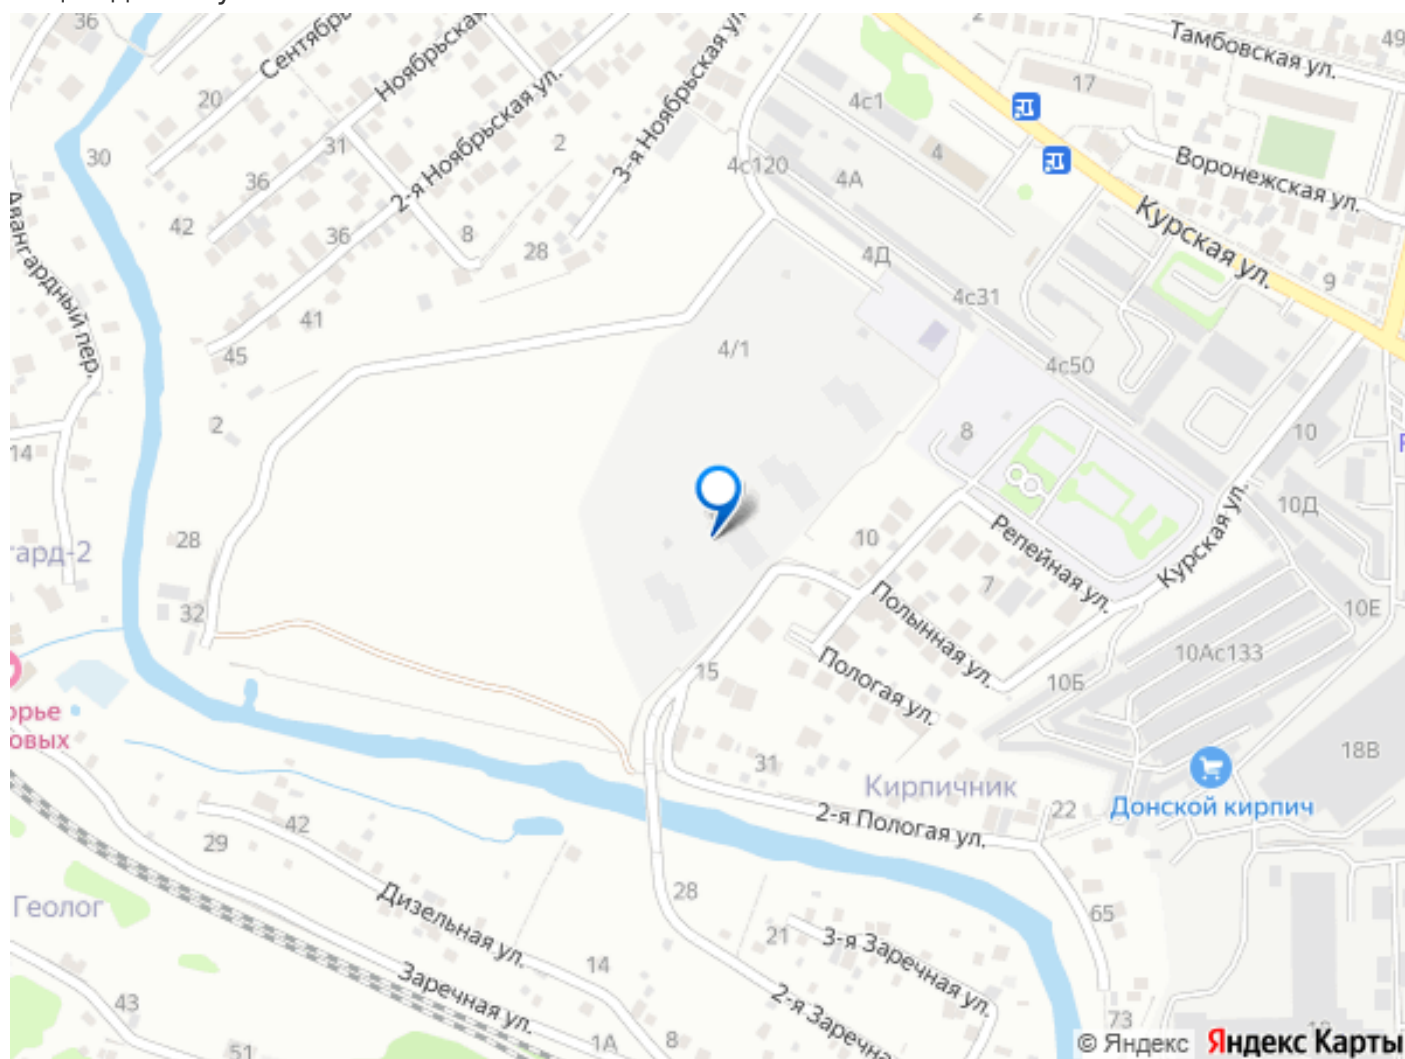 36
Сентябрь
Ноябрьская
3-я Ноябрьская ул.
2
Тамбовская ул.
49
17
20
4с1
30
31
2
2-я Ноябрьская ул.
4
4с120
4А
Воронежская ул.
36
42
36
8
28
Курская ул.
Авангардный пер.
4Д
9
4с31
41
45
4/1
4с50
2
8
10
14
10Д
28
10
Репейная ул.
Курская ул.
гард-2
7
Полынная ул.
10Е
32
10Ас133
15
Пологая ул.
10Б
орье
овых
31
18В
Кирпичник
22
Донской кирпич
2-я Пологая ул.
42
29
28
Геолог
Дизельная ул.
65
21
3-я Заречная ул.
14
Заречная ул.
2-я Заречна
43
73
1А
8
51
© Яндекс Яндекс Карты